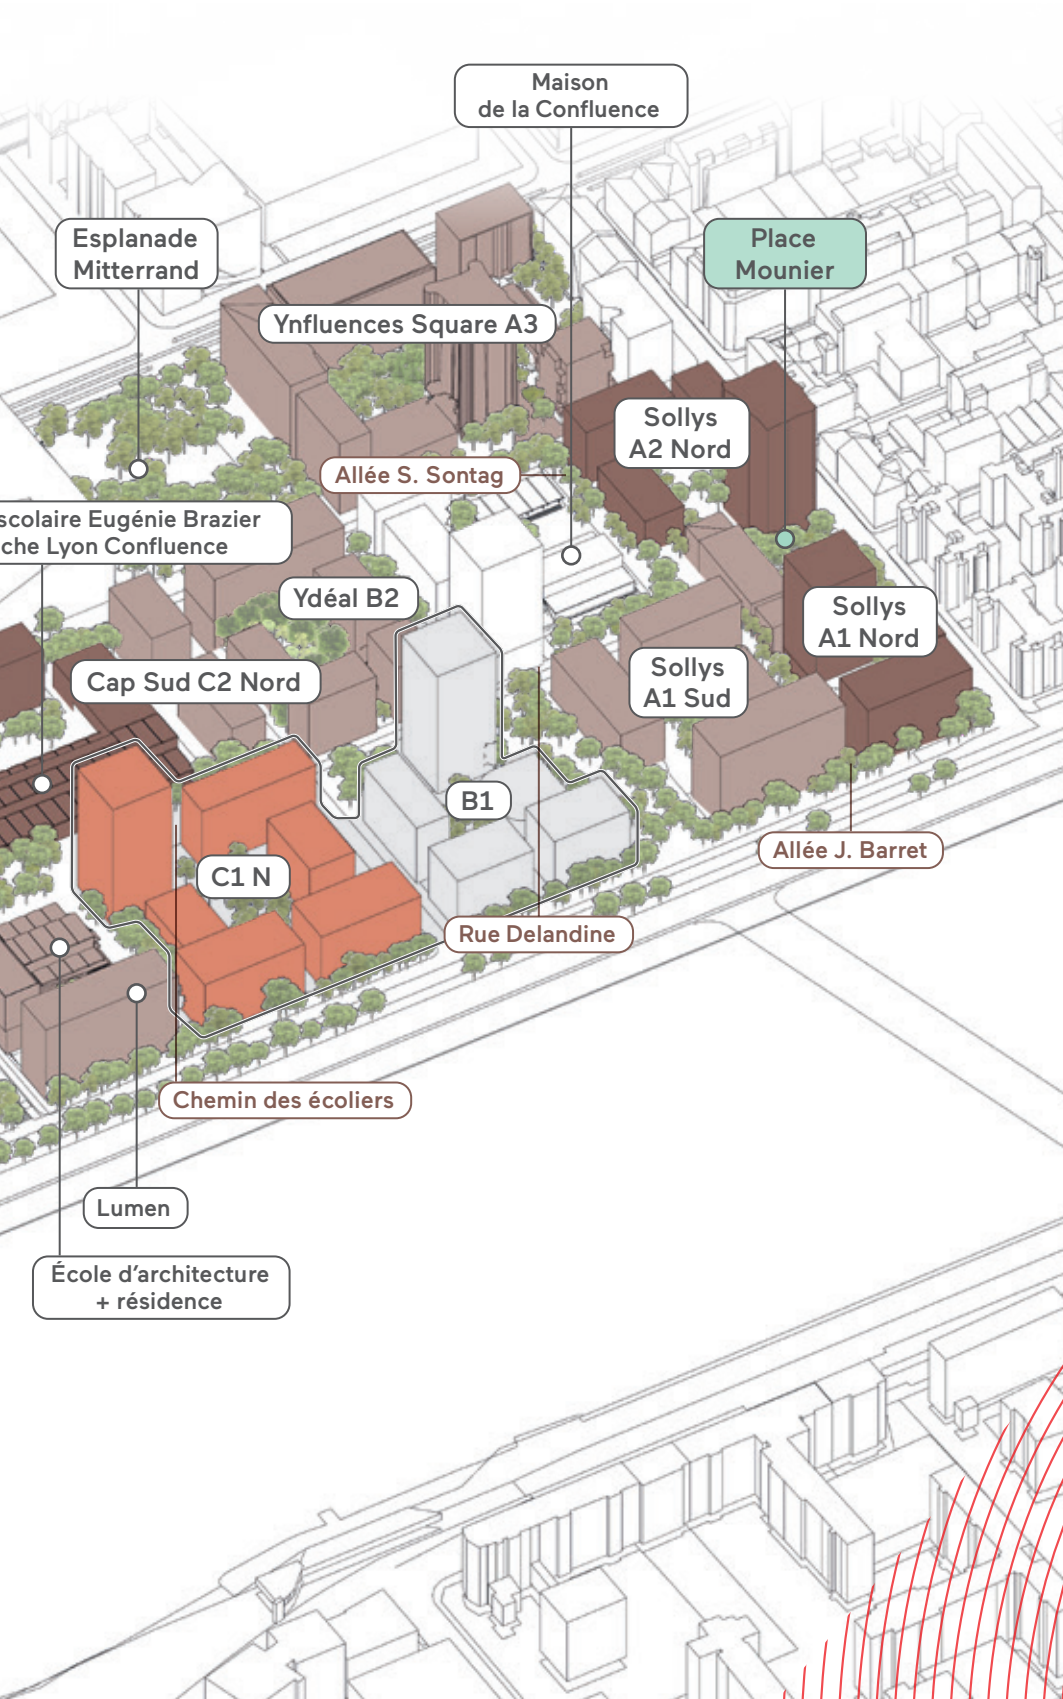 Maison
de la Confluence
Esplanade
Mitterrand
Place
Mounier
Ynfluences Square A3
Sollys
A2 Nord
Allée S. Sontag
scolaire Eugénie Brazier
che Lyon Confluence
Ydéal B2
Sollys
A1 Nord
Sollys
A1 Sud
Cap Sud C2 Nord
B1
Allée J. Barret
C1 N
Rue Delandine
Chemin des écoliers
Lumen
École d’architecture
+ résidence